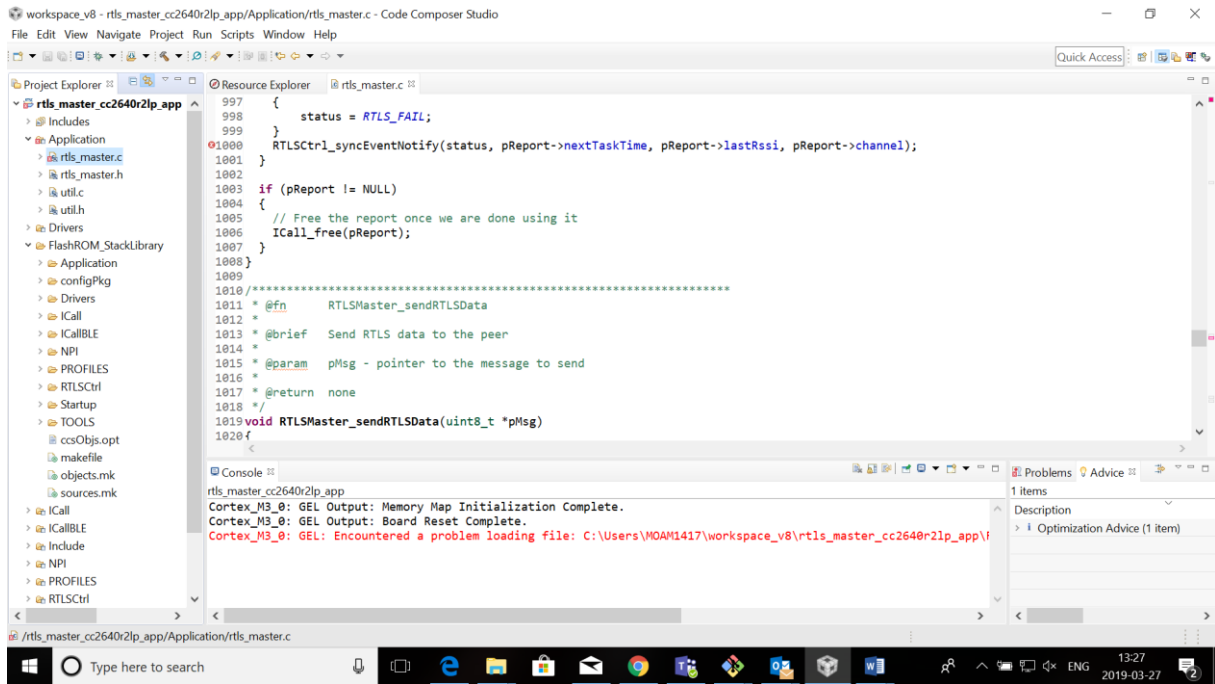 workspace_v8 - rtls_master_cc2640r2lp_app/Application/rtls_master.c - Code Composer Studio
File Edit View Navigate Project Run Scripts Window Help
Quick Access
Project Explorer
rtls_master_cc2640r2lp_app
Includes
Application
rtls_master.c
rtls_master.h
util.c
util.h
Drivers
FlashROM_StackLibrary
Application
configPkg
Drivers
ICall
ICallBLE
NPI
PROFILES
RTLSCtrl
Startup
TOOLS
ccsObjs.opt
makefile
objects.mk
sources.mk
ICall
ICallBLE
Include
NPI
PROFILES
RTLSCtrl
Resource Explorer rtls_master.c
997 {
998 status = RTLS_FAIL;
999 }
1000 RTLSCtrl_syncEventNotify(status, pReport->nextTaskTime, pReport->lastRssi, pReport->channel);
1001 }
1002
1003 if (pReport != NULL)
1004 {
1005 // Free the report once we are done using it
1006 ICall_free(pReport);
1007 }
1008 }
1009
1010 /*********************************************************************
1011 * @fn RTLSMaster_sendRTLSData
1012 *
1013 * @brief Send RTLS data to the peer
1014 *
1015 * @param pMsg - pointer to the message to send
1016 *
1017 * @return none
1018 */
1019 void RTLSMaster_sendRTLSData(uint8_t *pMsg)
1020 {
Console
rtls_master_cc2640r2lp_app
Cortex_M3_0: GEL Output: Memory Map Initialization Complete.
Cortex_M3_0: GEL Output: Board Reset Complete.
Cortex_M3_0: GEL: Encountered a problem loading file: C:\Users\MOAM1417\workspace_v8\rtls_master_cc2640r2lp_app\
Problems Advice
1 items
Description
Optimization Advice (1 item)
/rtls_master_cc2640r2lp_app/Application/rtls_master.c
Type here to search
ENG
13:27
2019-03-27
2